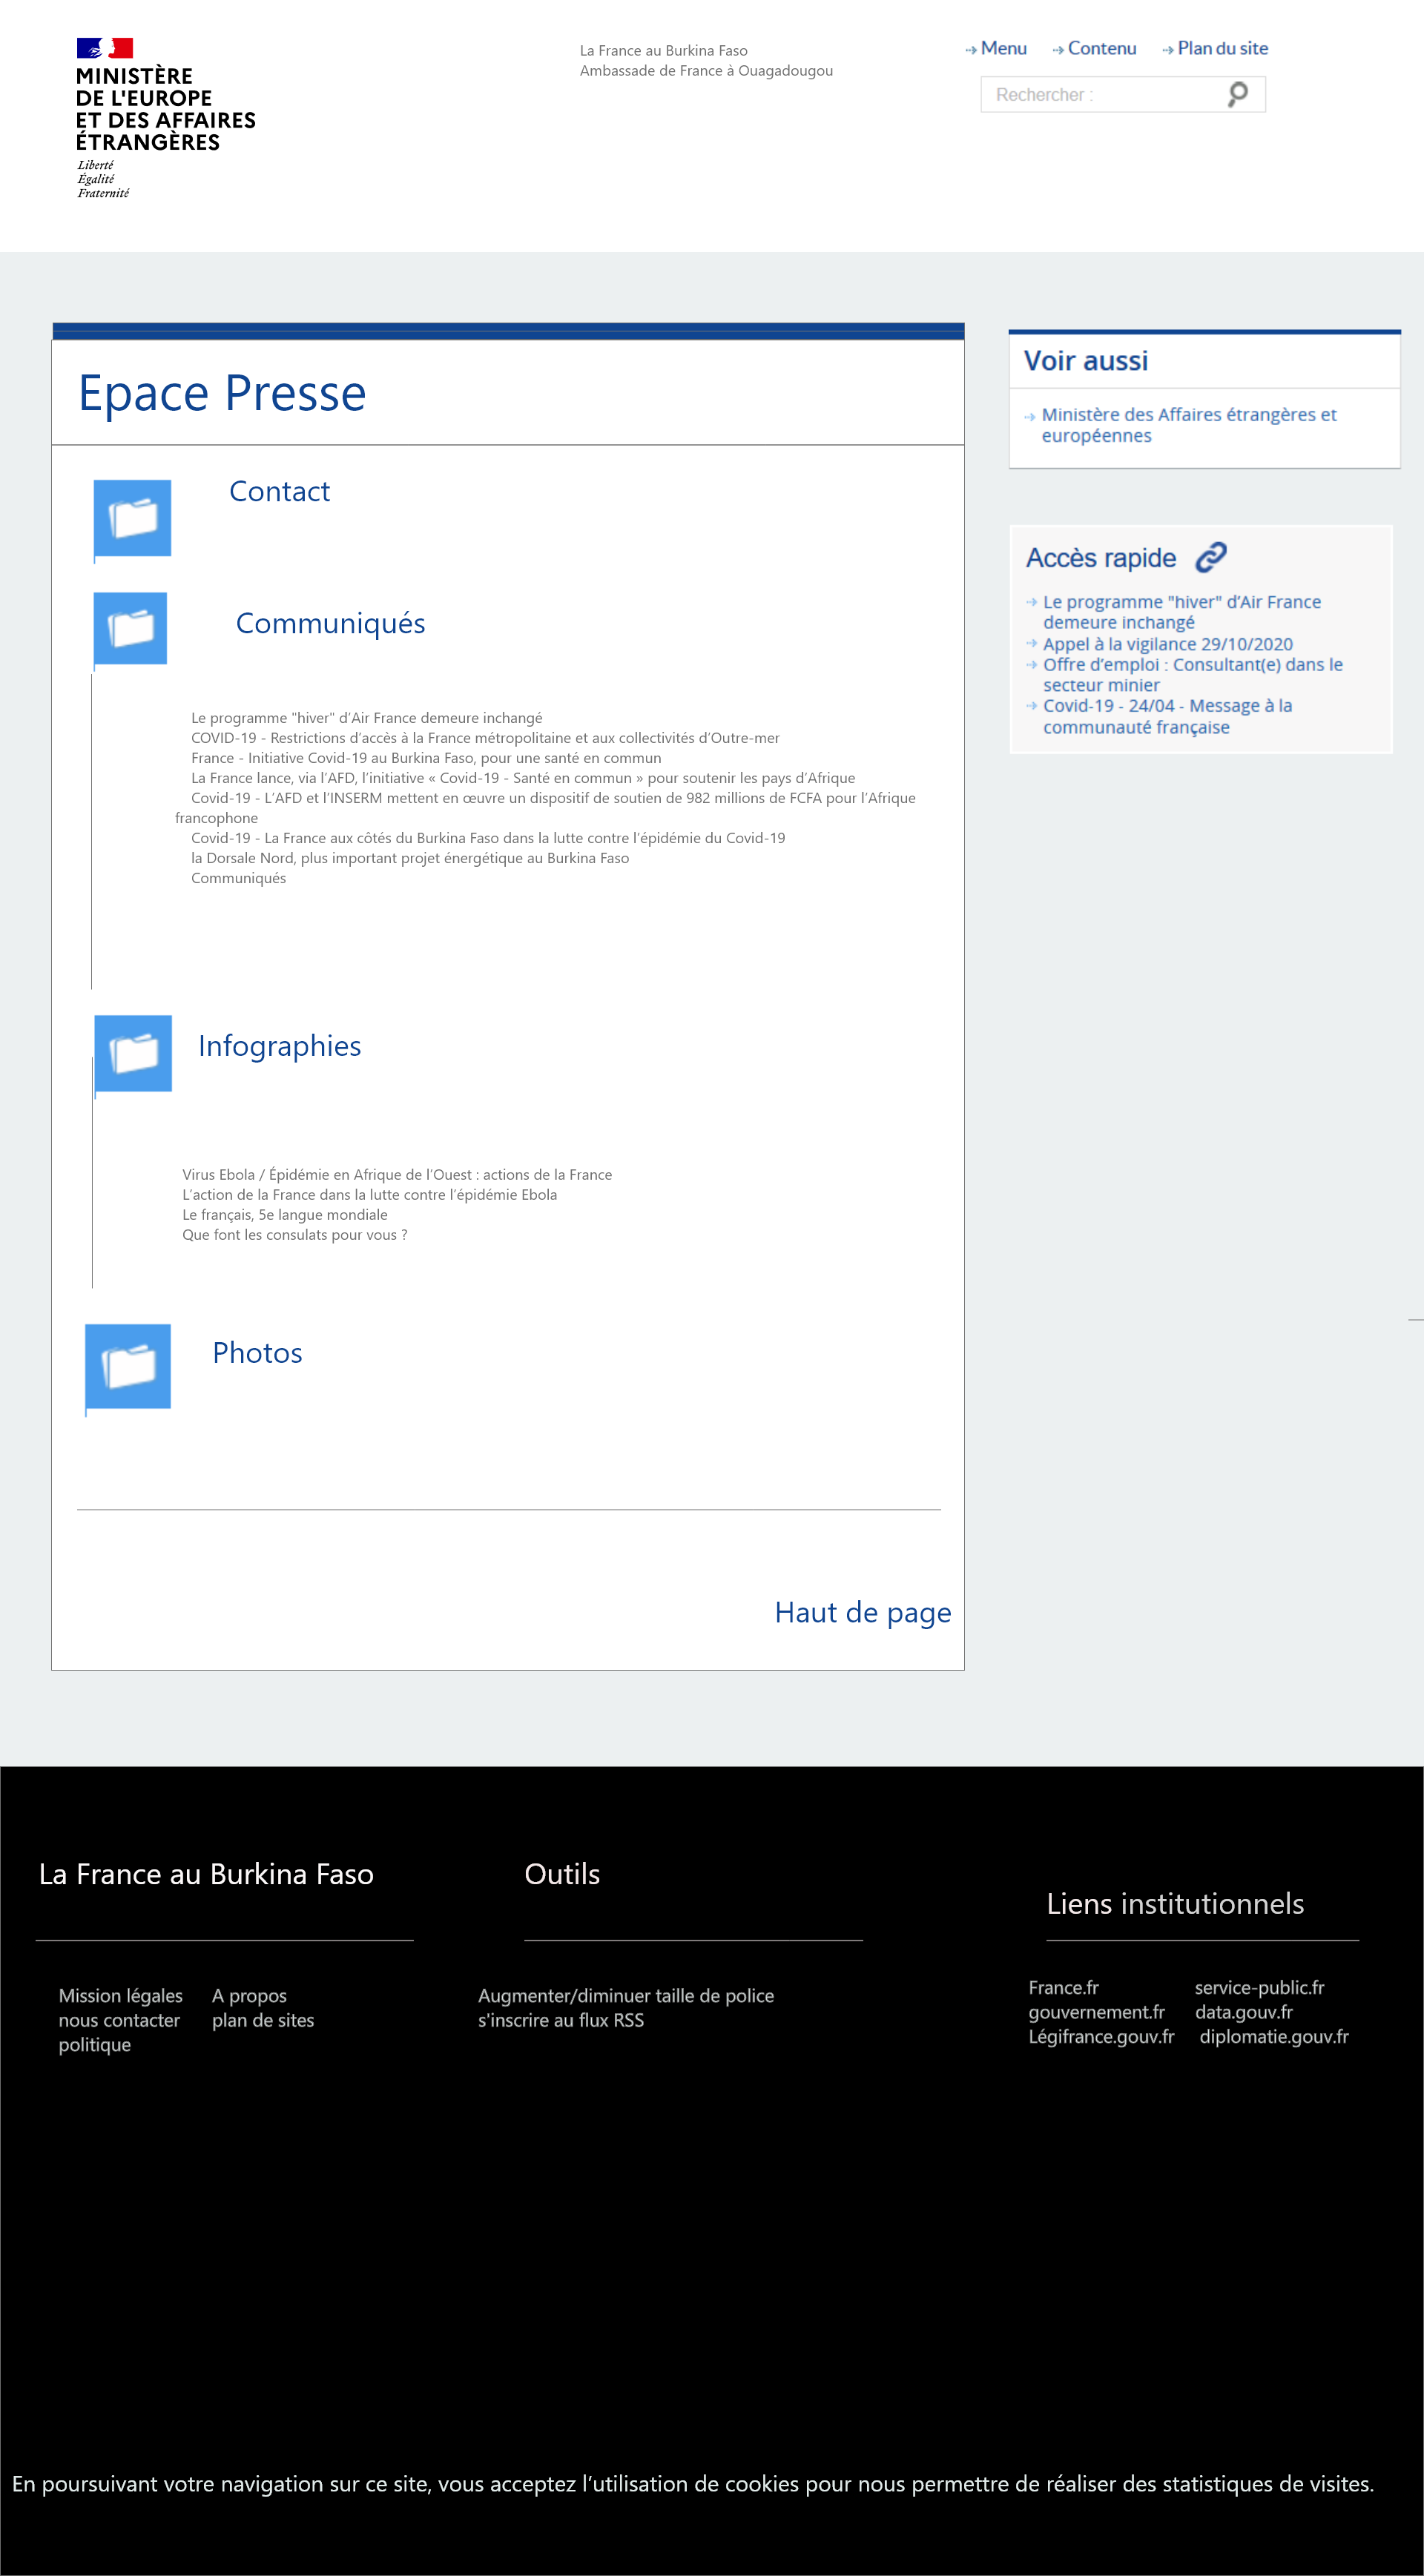 MINISTÈRE
DE L'EUROPE
ET DES AFFAIRES
ÉTRANGÈRES
Liberté
Égalité
Fraternité
La France au Burkina Faso
Ambassade de France à Ouagadougou
Menu Contenu Plan du site
Rechercher :
Epace Presse
Contact
Communiqués
Le programme "hiver" d'Air France demeure inchangé
COVID-19 - Restrictions d'accès à la France métropolitaine et aux collectivités d'Outre-mer
France - Initiative Covid-19 au Burkina Faso, pour une santé en commun
La France lance, via l'AFD, l'initiative « Covid-19 - Santé en commun » pour soutenir les pays d'Afrique
Covid-19 - L'AFD et l'INSERM mettent en œuvre un dispositif de soutien de 982 millions de FCFA pour l'Afrique
francophone
Covid-19 - La France aux côtés du Burkina Faso dans la lutte contre l'épidémie du Covid-19
la Dorsale Nord, plus important projet énergétique au Burkina Faso
Communiqués
Infographies
Virus Ebola / Épidémie en Afrique de l'Ouest : actions de la France
L'action de la France dans la lutte contre l'épidémie Ebola
Le français, 5e langue mondiale
Que font les consulats pour vous ?
Photos
Haut de page
Voir aussi
Ministère des Affaires étrangères et
européennes
Accès rapide
Le programme "hiver" d'Air France
demeure inchangé
Appel à la vigilance 29/10/2020
Offre d'emploi : Consultant(e) dans le
secteur minier
Covid-19 - 24/04 - Message à la
communauté française
La France au Burkina Faso
Mission légales A propos
nous contacter plan de sites
politique
Outils
Augmenter/diminuer taille de police
s'inscrire au flux RSS
Liens institutionnels
France.fr service-public.fr
gouvernement.fr data.gouv.fr
Légifrance.gouv.fr diplomatie.gouv.fr
En poursuivant votre navigation sur ce site, vous acceptez l'utilisation de cookies pour nous permettre de réaliser des statistiques de visites.